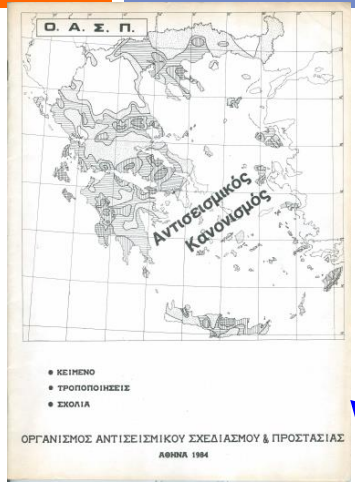 Ο. Α. Σ. Π.
Αντισεισμικός
Κανονισμός
• ΚΕΙΜΕΝΟ
• ΤΡΟΠΟΠΟΙΗΣΕΙΣ
• ΣΧΟΛΙΑ
ΟΡΓΑΝΙΣΜΟΣ ΑΝΤΙΣΕΙΣΜΙΚΟΥ ΣΧΕΔΙΑΣΜΟΥ & ΠΡΟΣΤΑΣΙΑΣ
ΑΘΗΝΑ 1984